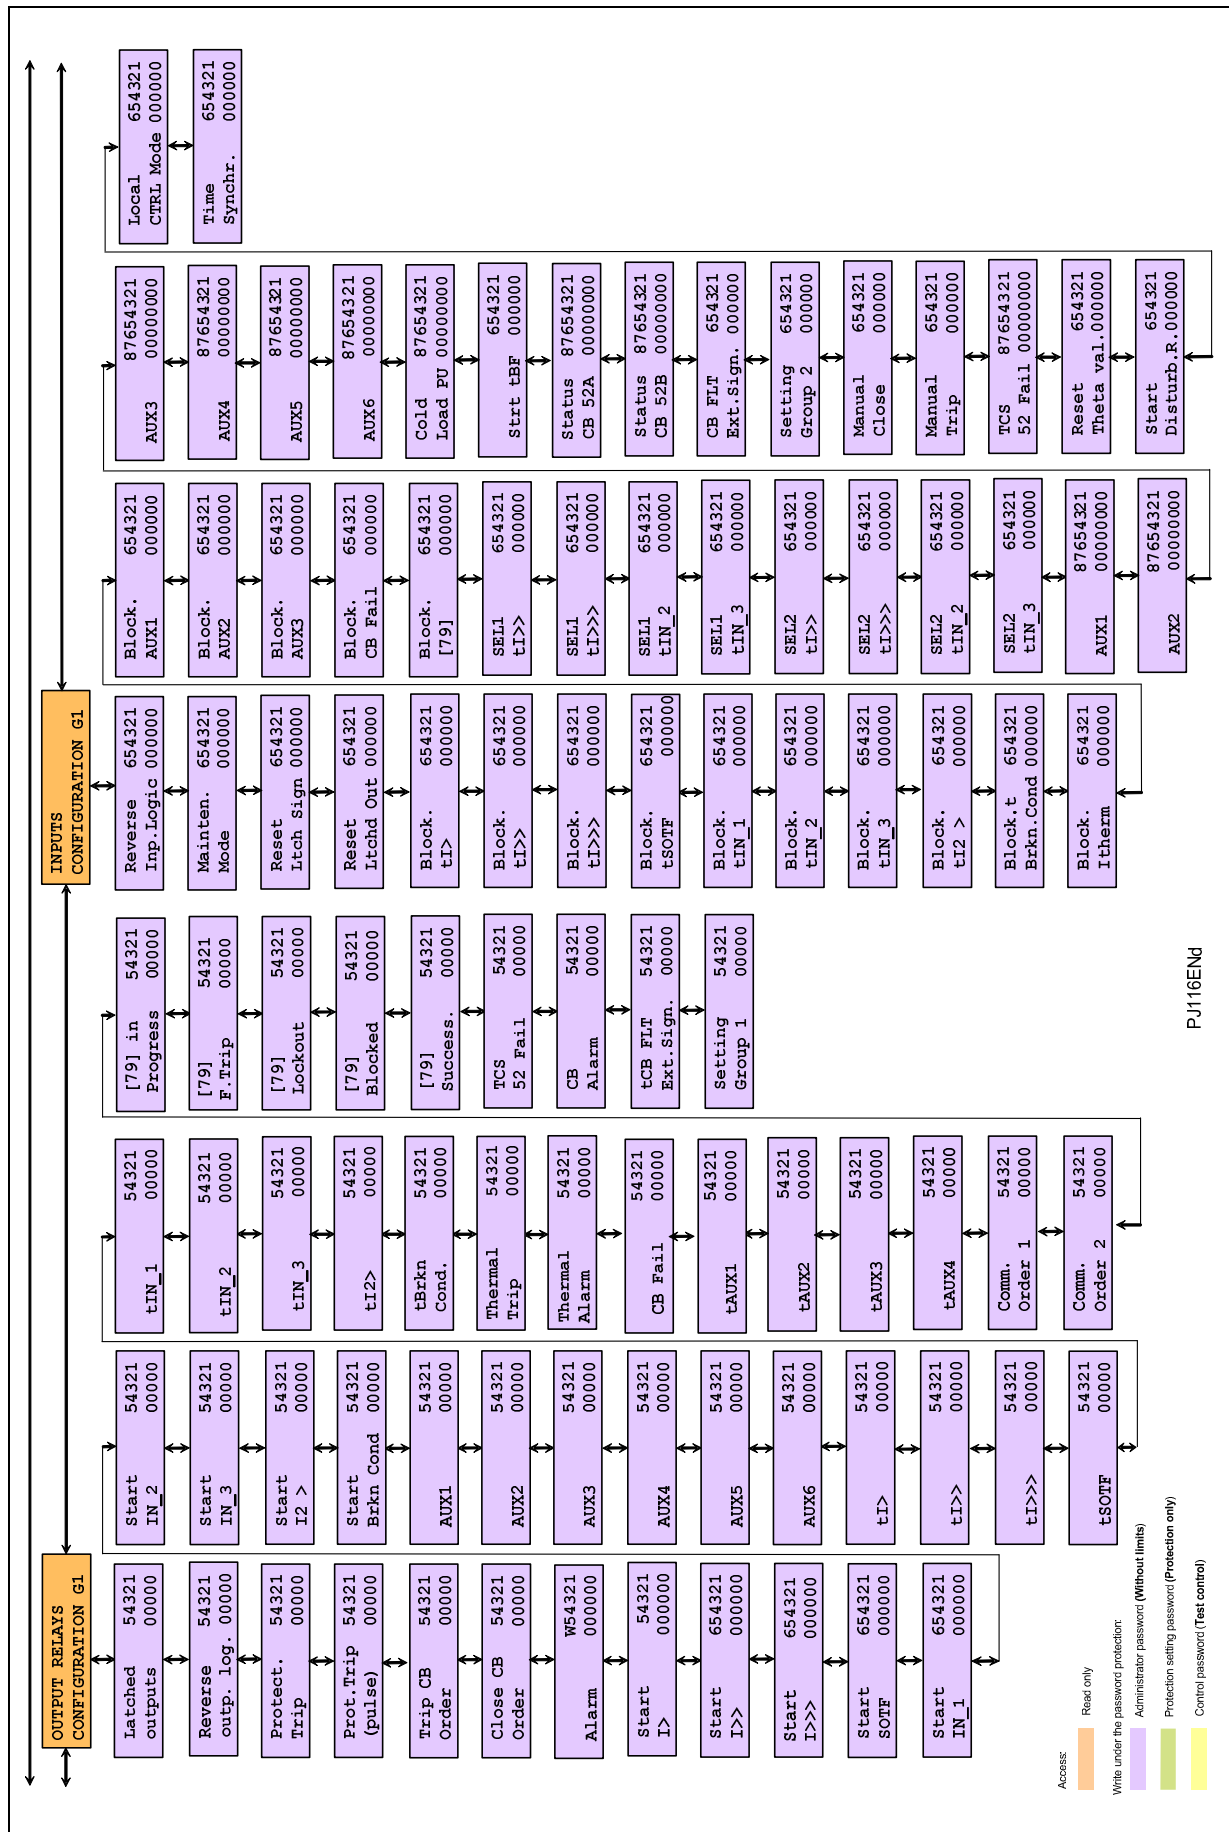 OUTPUT RELAYS
CONFIGURATION G1
Latched 54321
outputs 00000
Reverse 54321
outp. log. 00000
Protect. 54321
Trip 00000
Prot.Trip 54321
(pulse) 00000
Trip CB 54321
Order 00000
Close CB 54321
Order 00000
W54321
Alarm 000000
Start 54321
I> 000000
Start 54321
I>> 000000
Start 654321
I>>> 000000
Start 654321
SOTF 000000
Start 654321
IN_1 000000
Start 54321
IN_2 00000
Start 54321
IN_3 00000
Start 54321
I2 > 00000
Start 54321
Brkn Cond 00000
54321
AUX1 00000
54321
AUX2 00000
54321
AUX3 00000
54321
AUX4 00000
54321
AUX5 00000
54321
AUX6 00000
54321
tI> 00000
54321
tI>> 00000
54321
tI>>> 00000
54321
tSOTF 00000
54321
tIN_1 00000
54321
tIN_2 00000
54321
tIN_3 00000
54321
tI2> 00000
tBrkn 54321
Cond. 00000
Thermal 54321
Trip 00000
Thermal 54321
Alarm 00000
54321
CB Fail 00000
54321
tAUX1 00000
54321
tAUX2 00000
54321
tAUX3 00000
54321
tAUX4 00000
Comm. 54321
Order 1 00000
Comm. 54321
Order 2 00000
[79] in 54321
Progress 00000
[79] 54321
F.Trip 00000
[79] 54321
Lockout 00000
[79] 54321
Blocked 00000
[79] 54321
Success. 00000
TCS 54321
52 Fail 00000
CB 54321
Alarm 00000
tCB FLT 54321
Ext.Sign. 00000
Setting 54321
Group 1 00000
INPUTS
CONFIGURATION G1
Reverse 654321
Inp.Logic 000000
Mainten. 654321
Mode 000000
Reset 654321
Ltch Sign 000000
Reset 654321
Ltchd Out 000000
Block. 654321
tI> 000000
Block. 654321
tI>> 000000
Block. 654321
tI>>> 000000
Block. 654321
tSOTF 000000
Block. 654321
tIN_1 000000
Block. 654321
tIN_2 000000
Block. 654321
tIN_3 000000
Block. 654321
tI2 > 000000
Block.t 654321
Brkn.Cond 000000
Block. 654321
Itherm 000000
Block. 654321
AUX1 000000
Block. 654321
AUX2 000000
Block. 654321
AUX3 000000
Block. 654321
CB Fail 000000
Block. 654321
[79] 000000
SEL1 654321
tI>> 000000
SEL1 654321
tI>>> 000000
SEL1 654321
tIN_2 000000
SEL1 654321
tIN_3 000000
SEL2 654321
tI>> 000000
SEL2 654321
tI>>> 000000
SEL2 654321
tIN_2 000000
SEL2 654321
tIN_3 000000
87654321
AUX1 00000000
87654321
AUX2 00000000
87654321
AUX3 00000000
87654321
AUX4 00000000
87654321
AUX5 00000000
87654321
AUX6 00000000
Cold 87654321
Load PU 00000000
654321
Strt tBF 000000
Status 87654321
CB 52A 00000000
Status 87654321
CB 52B 00000000
CB FLT 654321
Ext.Sign. 000000
Setting 654321
Group 2 000000
Manual 654321
Close 000000
Manual 654321
Trip 000000
TCS 87654321
52 Fail 00000000
Reset 654321
Theta val.000000
Start 654321
Disturb.R.000000
Local 654321
CTRL Mode 000000
Time 654321
Synchr. 000000
Access:
Read only
Write under the password protection:
Administrator password (Without limits)
Protection setting password (Protection only)
Control password (Test control)
PJ116ENd